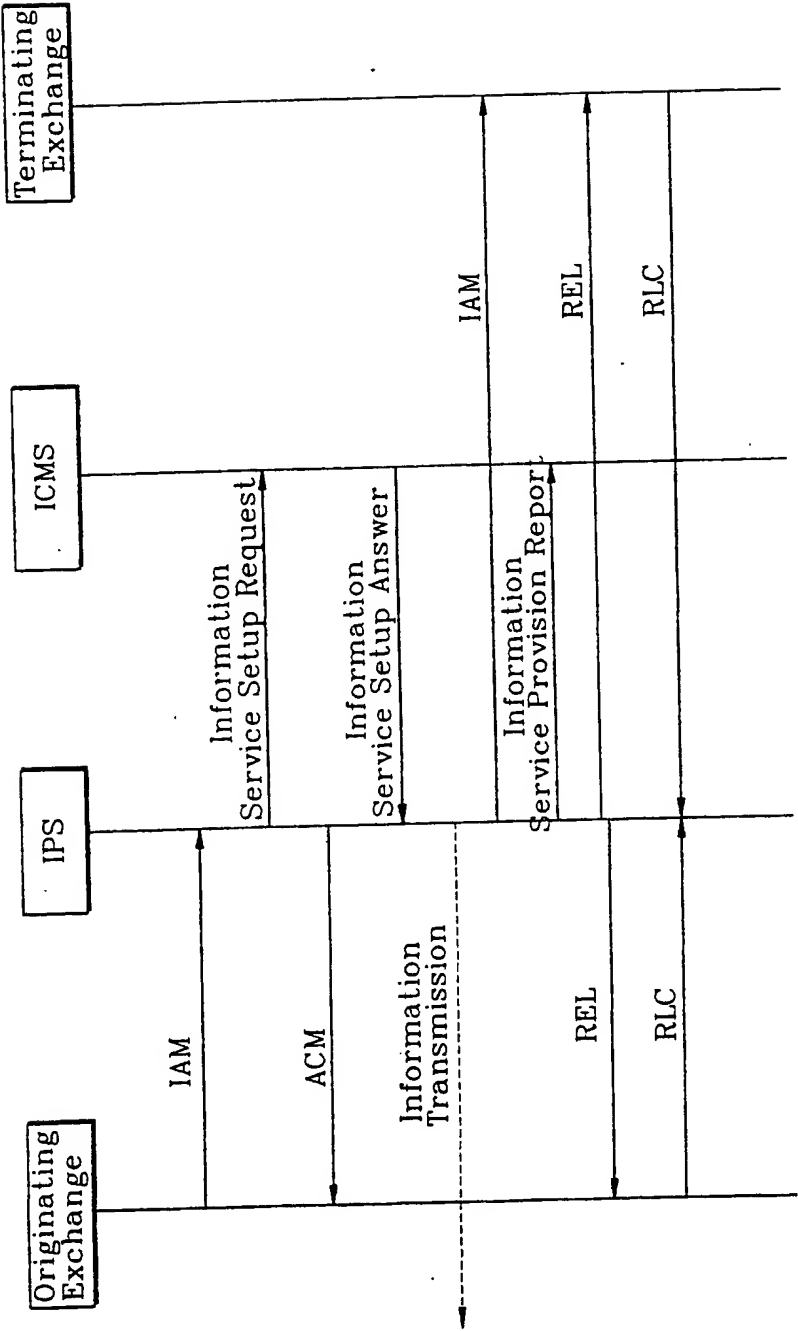 Originating
Exchange
IPS
ICMS
Terminating
Exchange
IAM
Information
Service Setup Request
ACM
Information
Service Setup Answer
Information
Transmission
IAM
Information
Service Provision Report
REL
REL
RLC
RLC